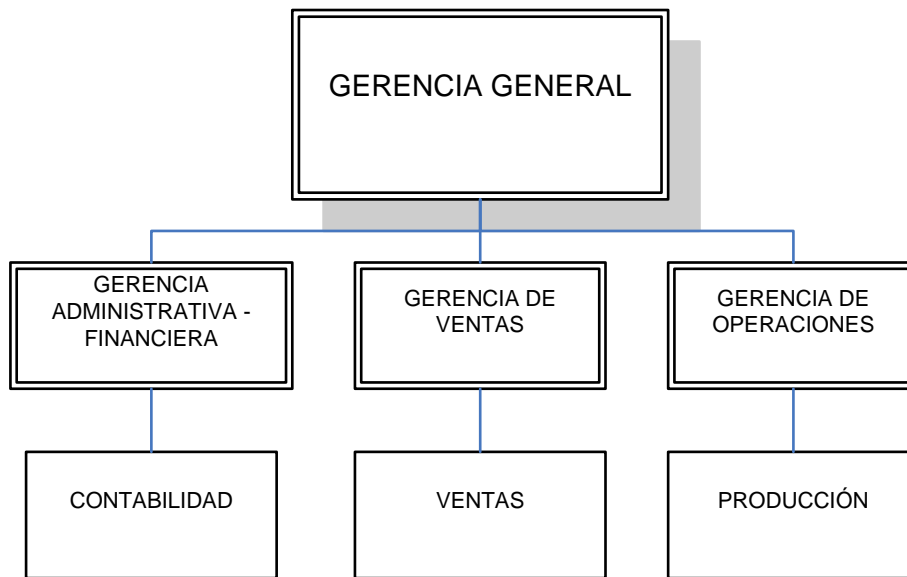 GERENCIA GENERAL
GERENCIA
ADMINISTRATIVA -
FINANCIERA
GERENCIA DE
VENTAS
GERENCIA DE
OPERACIONES
CONTABILIDAD
VENTAS
PRODUCCIÓN